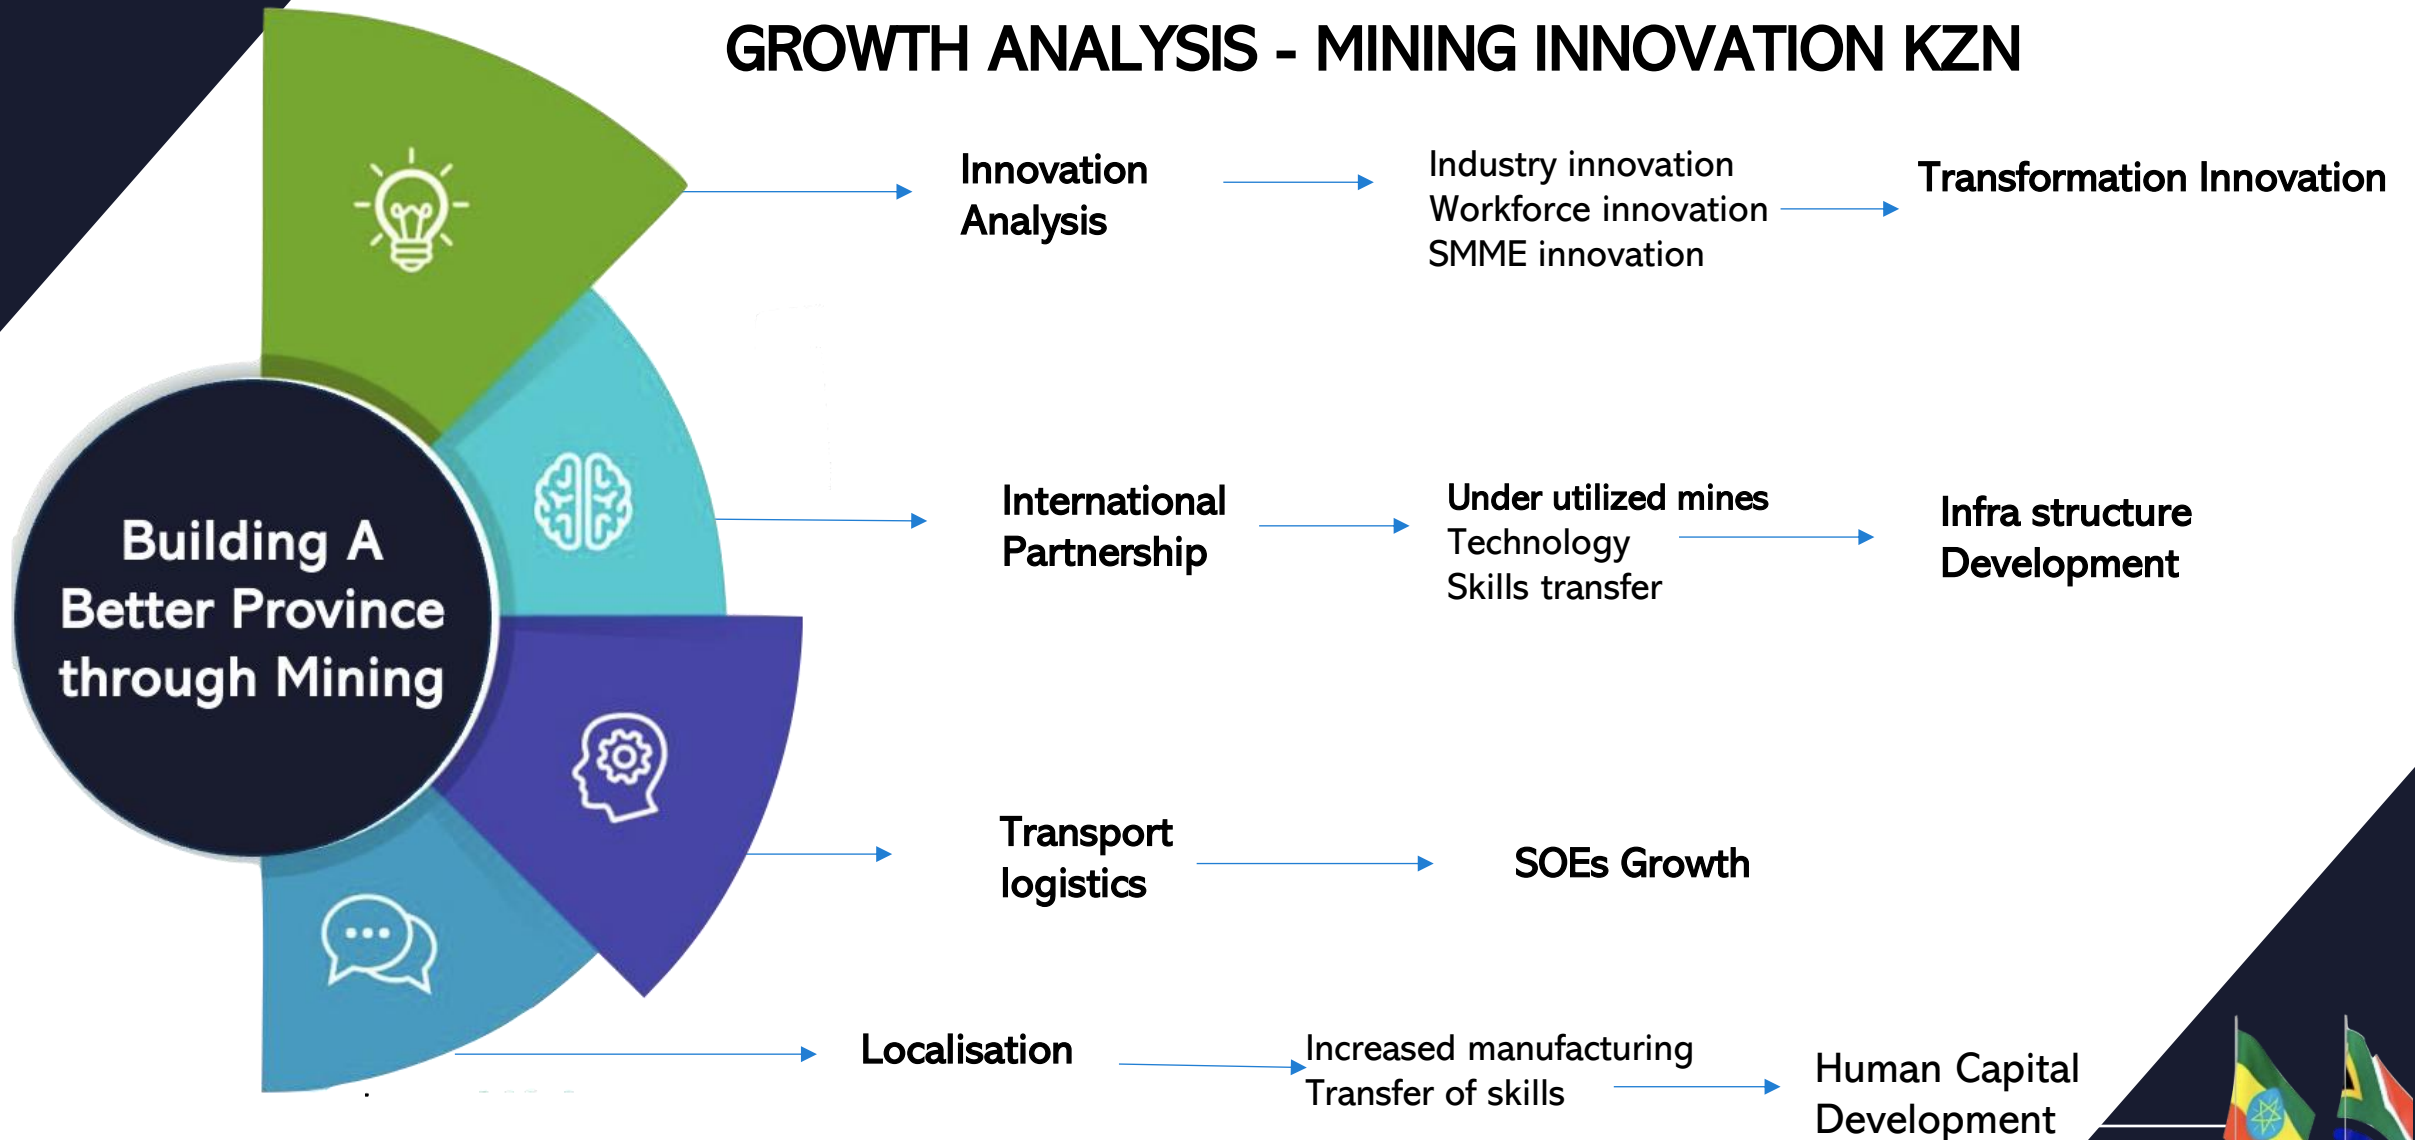 GROWTH ANALYSIS - MINING INNOVATION KZN
Building A
Better Province
through Mining
Innovation
Analysis
Industry innovation
Workforce innovation
SMME innovation
Transformation Innovation
International
Partnership
Under utilized mines
Technology
Skills transfer
Infra structure
Development
Transport
logistics
SOEs Growth
Localisation
Increased manufacturing
Transfer of skills
Human Capital
Development